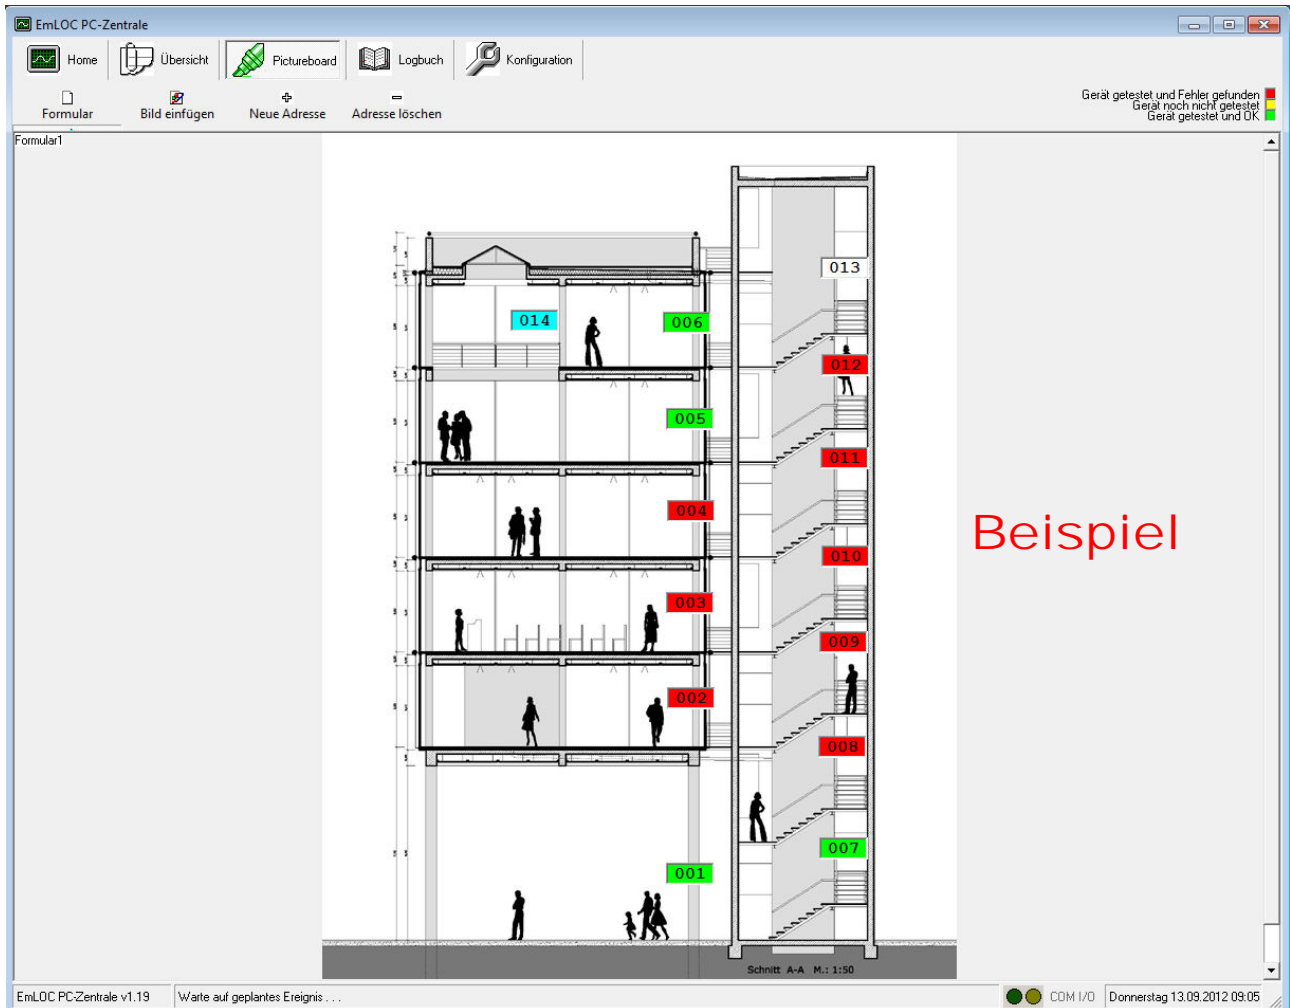 EmLOC PC-Zentrale
Home Übersicht Pictureboard Logbuch Konfiguration
Formular Bild einfügen Neue Adresse Adresse löschen
Gerät getestet und Fehler gefunden
Gerät noch nicht getestet
Gerät getestet und OK
Formular1
013
014 006
012
005
011
004
Beispiel
010
003
009
002
008
007
001
Schnitt A-A M.: 1:50
EmLOC PC-Zentrale v1.19 Warte auf geplantes Ereignis . . . COM I/O Donnerstag 13.09.2012 09:05